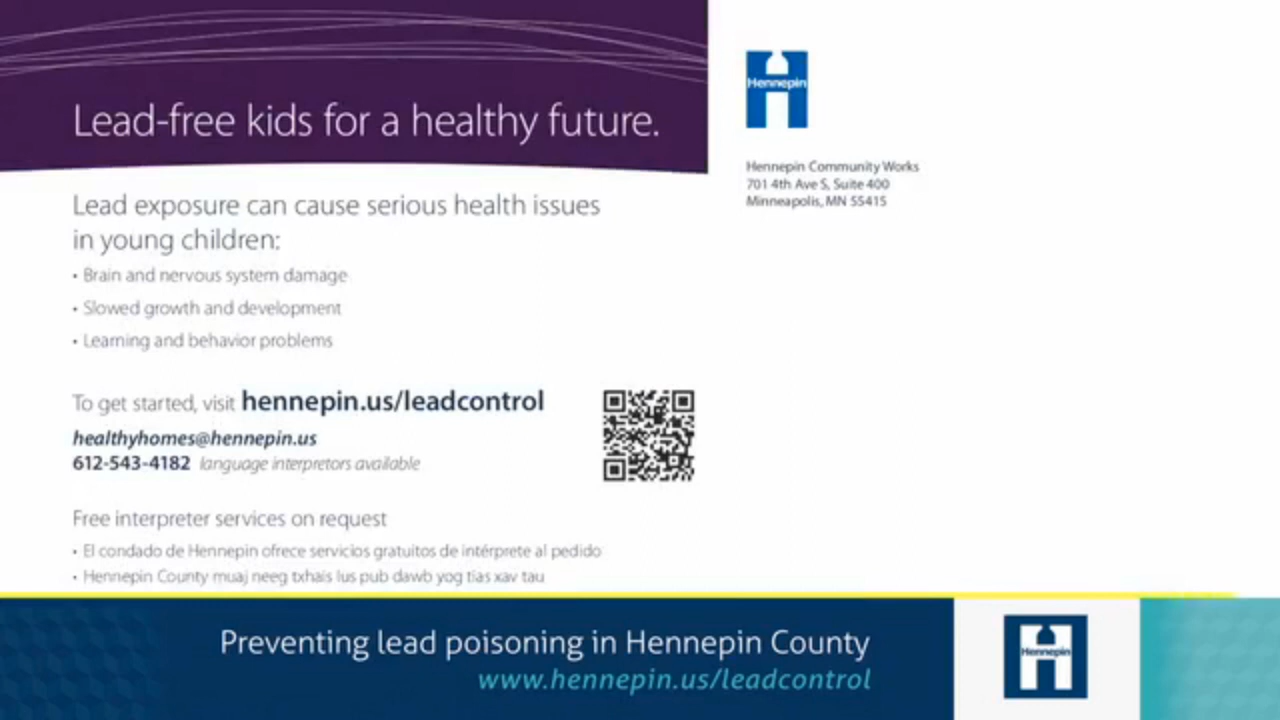 Lead-free kids for a healthy future.
Lead exposure can cause serious health issues
in young children:
• Brain and nervous system damage
• Slowed growth and development
• Learning and behavior problems
To get started, visit hennepin.us/leadcontrol
healthyhomes@hennepin.us
612-543-4182 language interpretors available
Free interpreter services on request
• El condado de Hennepin ofrece servicios gratuitos de intérprete al pedido
• Hennepin County muaj neeg txhais lus pub dawb yog tias xav tau
Hennepin
Hennepin Community Works
701 4th Ave S, Suite 400
Minneapolis, MN 55415
Preventing lead poisoning in Hennepin County
www.hennepin.us/leadcontrol
Hennepin